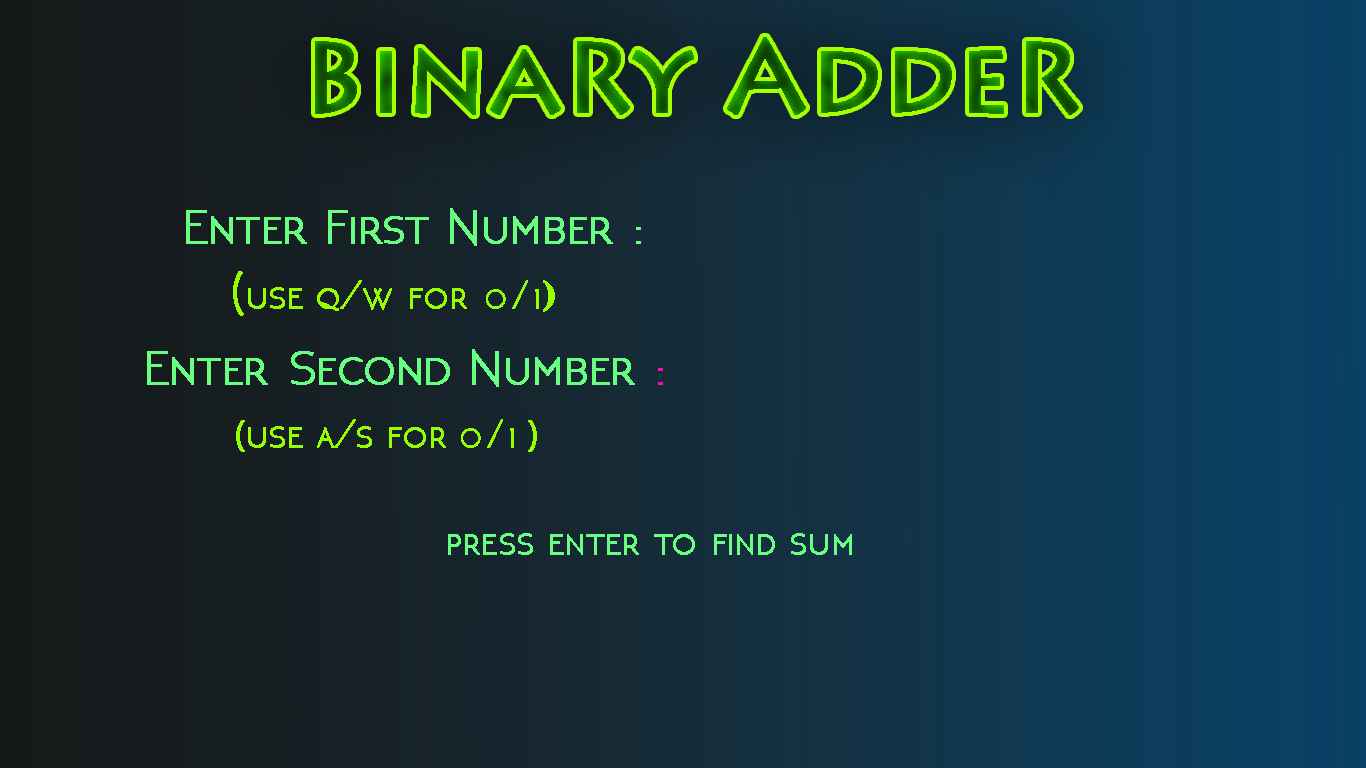 BINARY ADDER
ENTER FIRST NUMBER :
(USE Q/W FOR 0/1)
ENTER SECOND NUMBER :
(USE A/S FOR 0/1)
PRESS ENTER TO FIND SUM